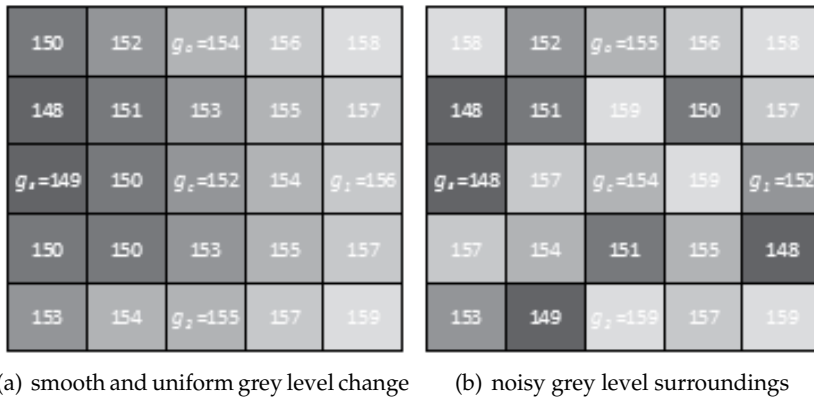 150 152 g₀=154 156 158
148 151 153 155 157
g₃=149 150 g_c=152 154 g₁=156
150 150 153 155 157
153 154 g₂=155 157 159
(a) smooth and uniform grey level change
158 152 g₀=155 156 158
148 151 159 150 157
g₃=148 157 g_c=154 159 g₁=152
157 154 151 155 148
153 149 g₂=159 157 159
(b) noisy grey level surroundings